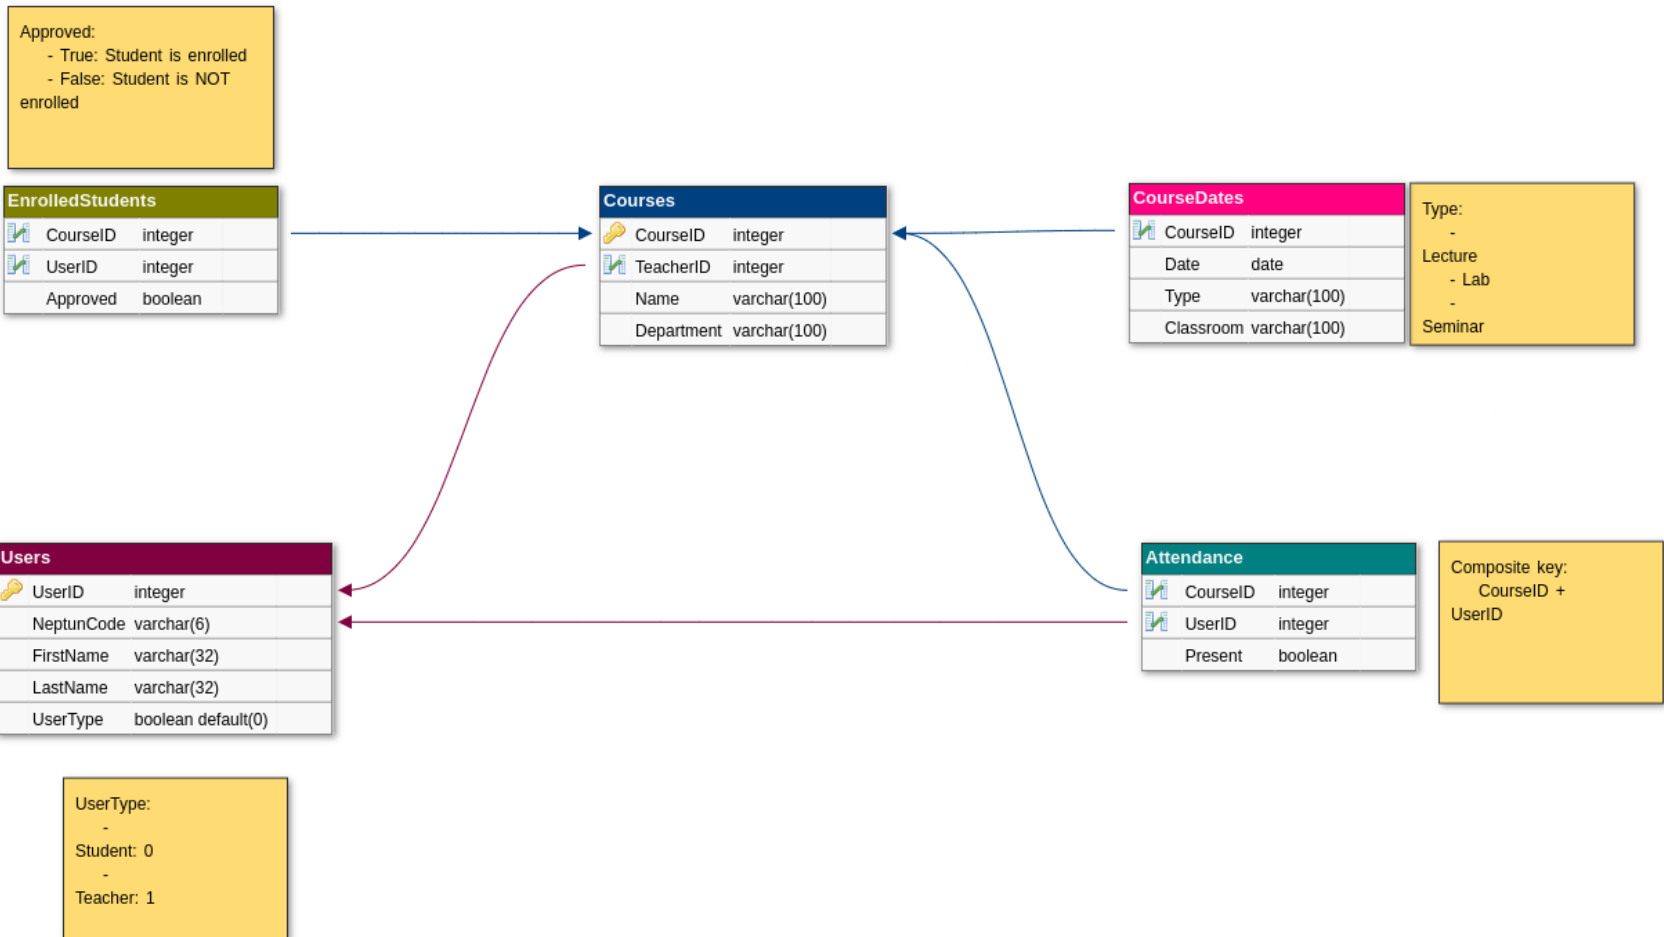 Approved:
- True: Student is enrolled
- False: Student is NOT
enrolled
EnrolledStudents
CourseID integer
UserID integer
Approved boolean
Courses
CourseID integer
TeacherID integer
Name varchar(100)
Department varchar(100)
CourseDates
CourseID integer
Date date
Type varchar(100)
Classroom varchar(100)
Type:
-
Lecture
- Lab
-
Seminar
Users
UserID integer
NeptunCode varchar(6)
FirstName varchar(32)
LastName varchar(32)
UserType boolean default(0)
Attendance
CourseID integer
UserID integer
Present boolean
Composite key:
CourseID +
UserID
UserType:
-
Student: 0
-
Teacher: 1